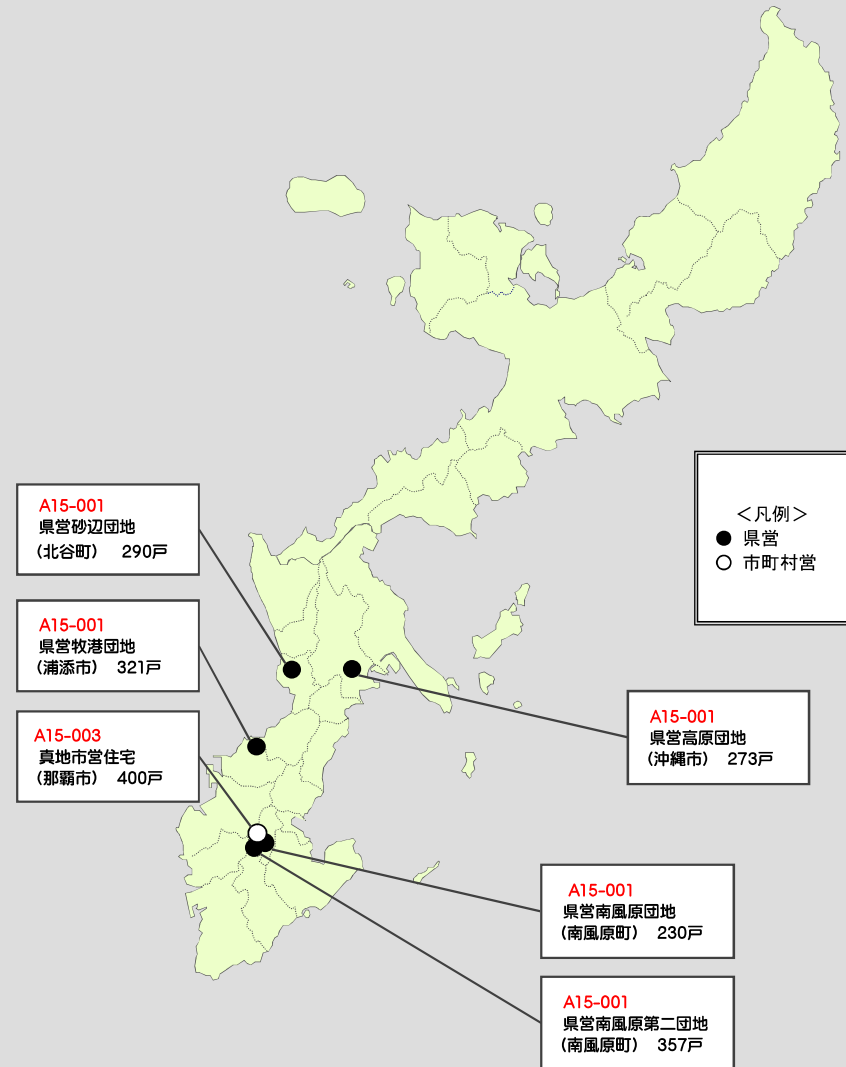 A15-001
県営砂辺団地
(北谷町) 290戸
A15-001
県営牧港団地
(浦添市) 321戸
A15-003
真地市営住宅
(那覇市) 400戸
＜凡例＞
● 県営
○ 市町村営
A15-001
県営高原団地
(沖縄市) 273戸
A15-001
県営南風原団地
(南風原町) 230戸
A15-001
県営南風原第二団地
(南風原町) 357戸